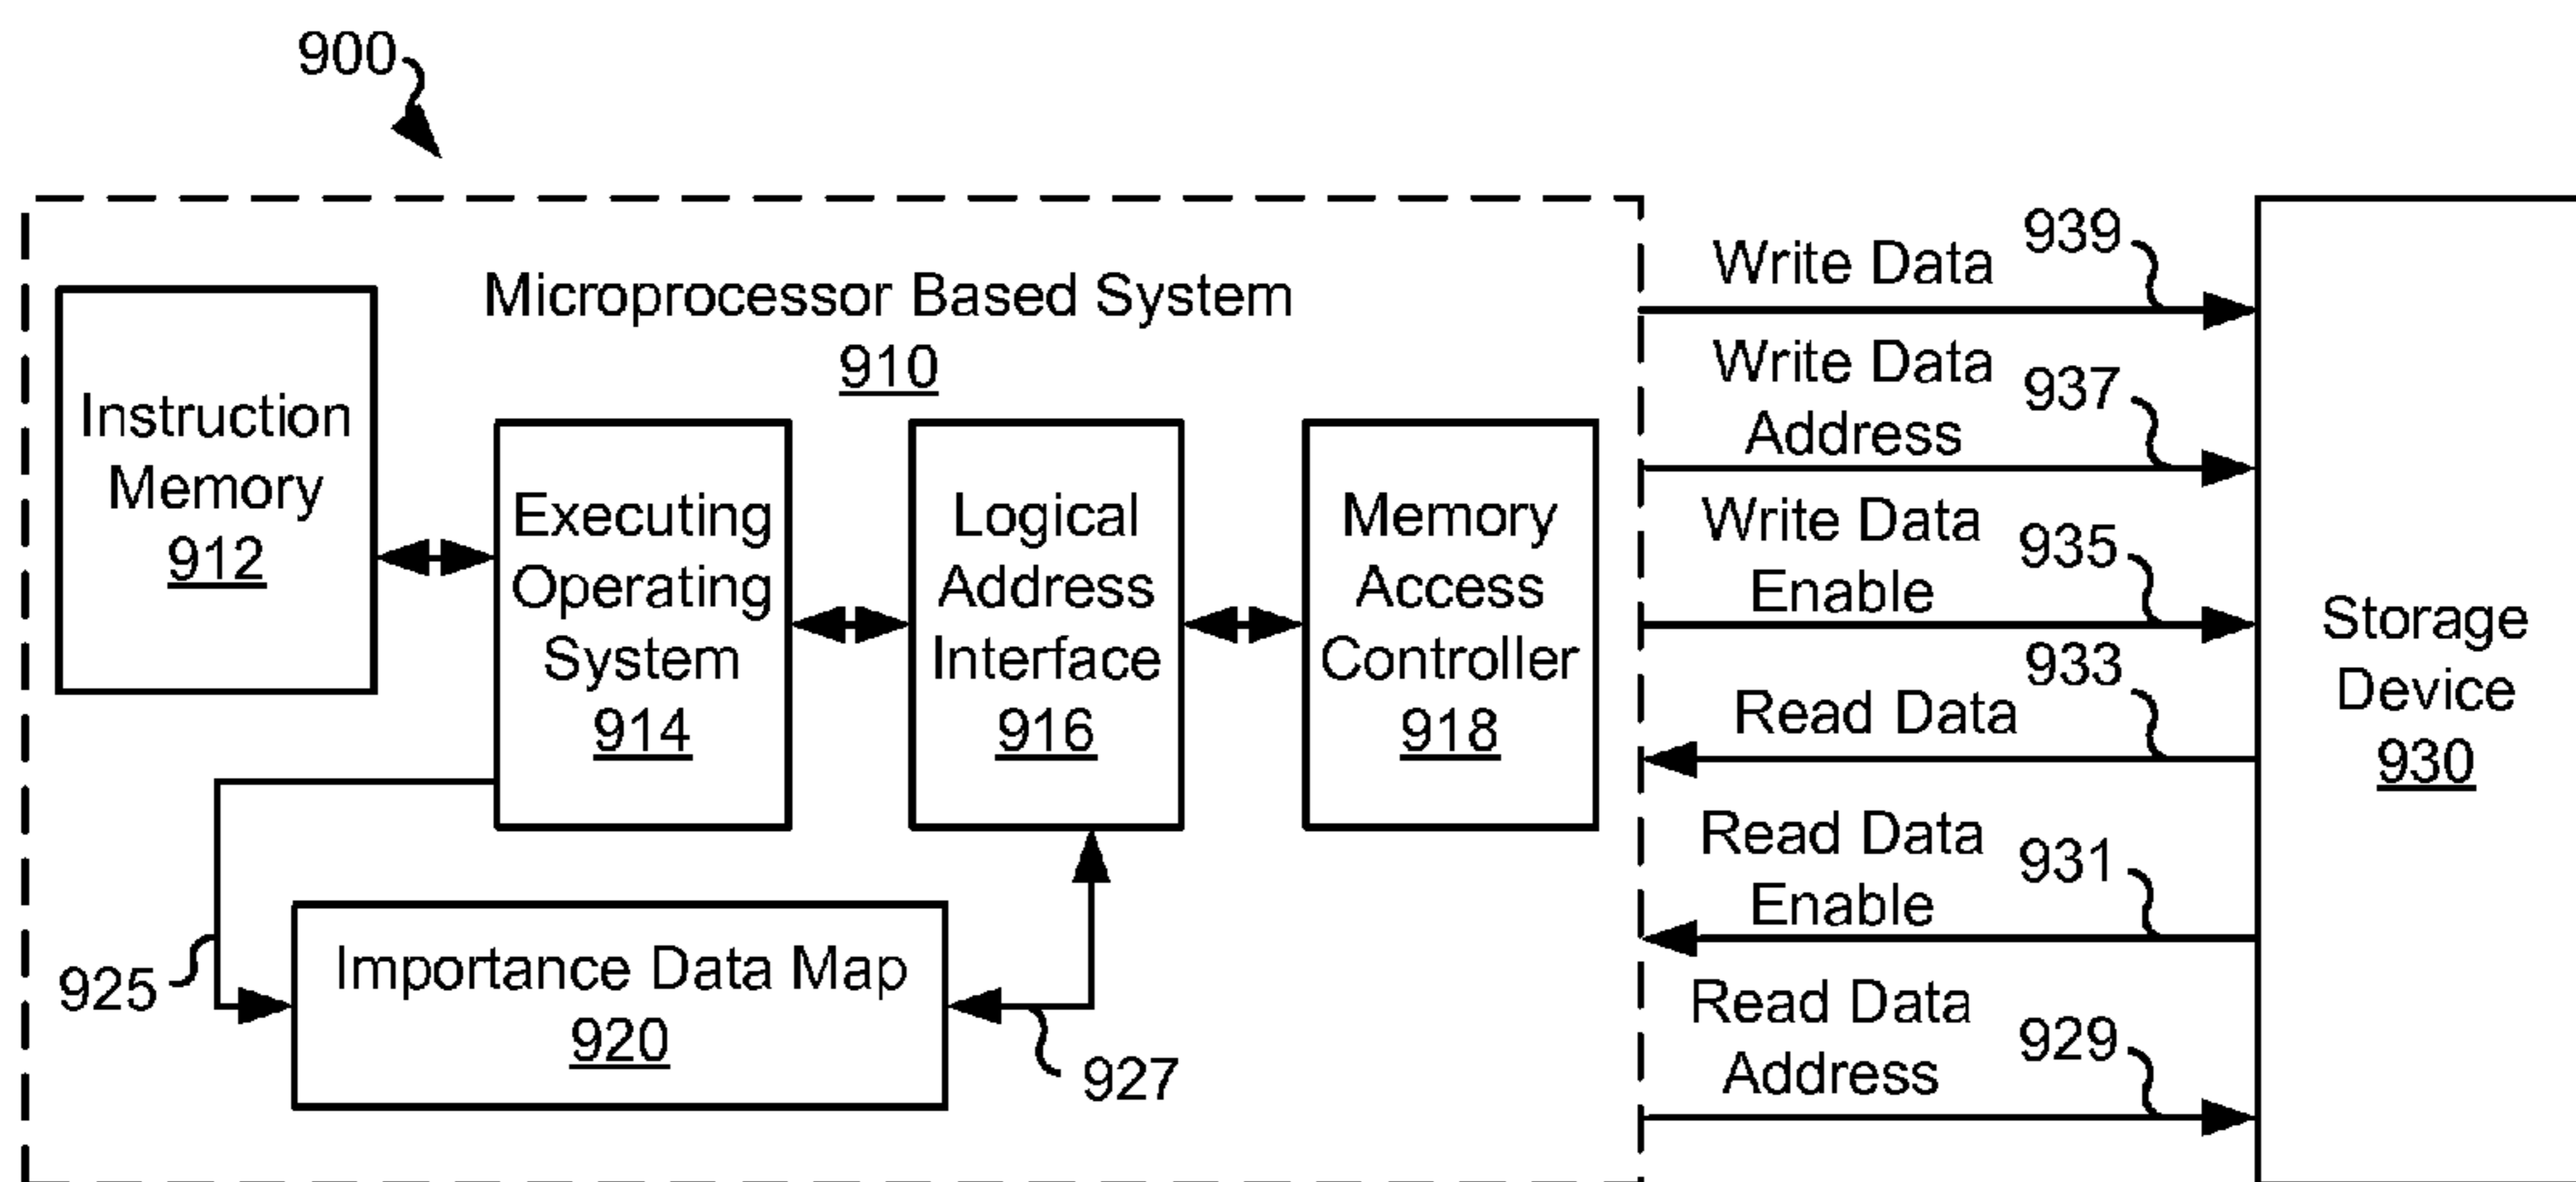 900
Microprocessor Based System
910
Instruction
Memory
912
Executing
Operating
System
914
Logical
Address
Interface
916
Memory
Access
Controller
918
925
Importance Data Map
920
927
Write Data
939
Write Data
Address
937
Write Data
Enable
935
Read Data
933
Read Data
Enable
931
Read Data
Address
929
Storage
Device
930